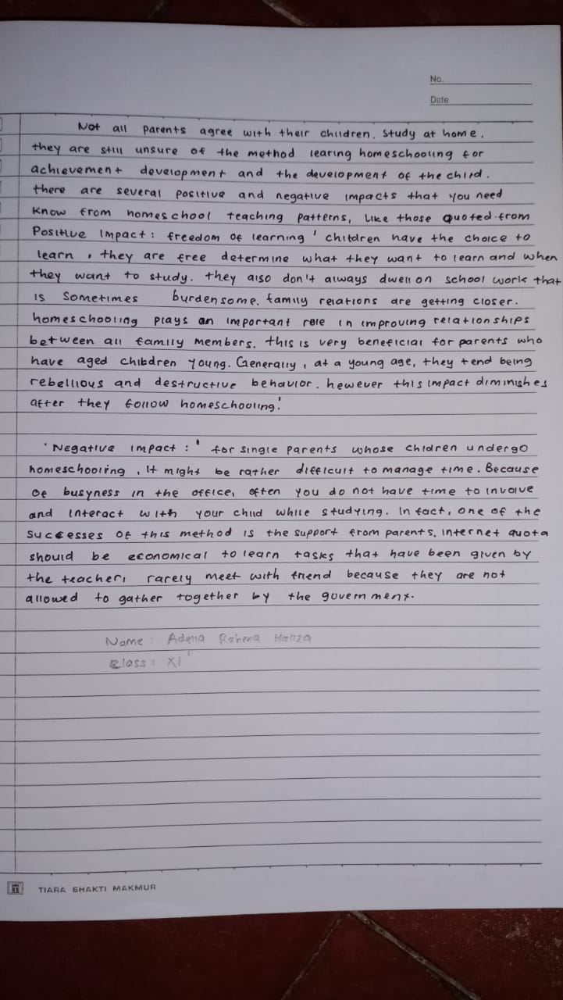 No.
Date
Not all parents agree with their children. Study at home.
they are still unsure of the method learing homeschooling for
achievement development and the development of the child.
there are several positive and negative impacts that you need
know from homeschool teaching patterns, like those quoted from
Positive Impact : freedom of learning ' children have the choice to
learn , they are free determine what they want to learn and when
they want to study. they also don't always dwell on school work that
is sometimes burdensome. family relations are getting closer.
homeschooling plays an important role in improving relationships
between all family members. this is very beneficial for parents who
have aged chibdren young. Generally , at a young age, they tend being
rebellious and destructive behavior. however this impact diminishes
after they follow homeschooling.'
' Negative impact : ' for single parents whose chidren undergo
homeschooling , it might be rather difficult to manage time. Because
of busyness in the office, often you do not have time to involve
and interact with your child while studying. In fact, one of the
successes of this method is the support from parents. internet quota
should be economical to learn tasks that have been given by
the teacher, rarely meet with friend because they are not
allowed to gather together by the government.
Name : Adella
Class : XI
TIARA BHAKTI MAKMUR